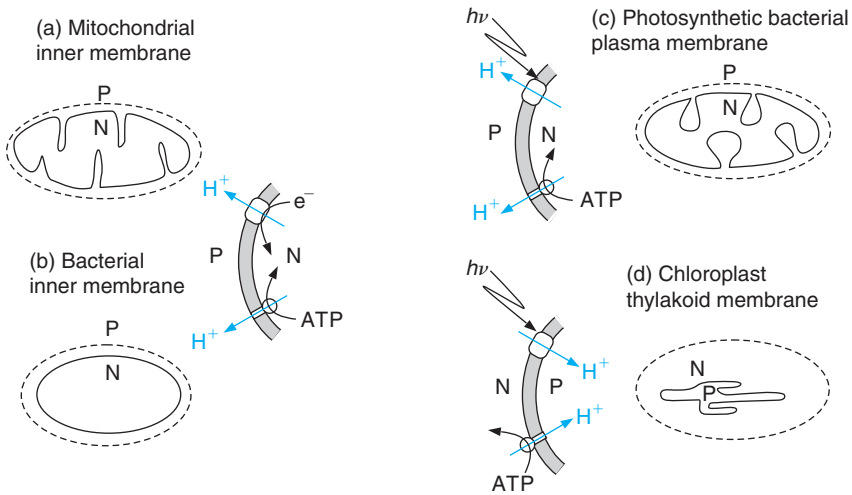 (a) Mitochondrial
inner membrane
P
N
(b) Bacterial
inner membrane
P
N
H+
e−
P
N
ATP
H+
hν
(c) Photosynthetic bacterial
plasma membrane
H+
P
N
P
N
H+
ATP
hν
(d) Chloroplast
thylakoid membrane
H+
N
P
N
P
H+
ATP